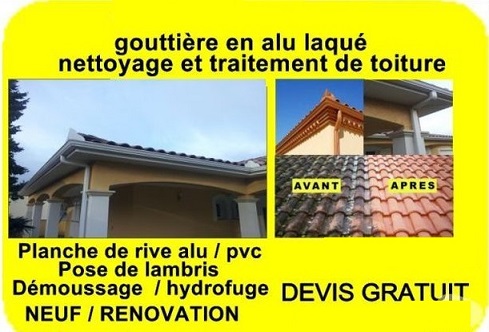 gouttière en alu laqué
nettoyage et traitement de toiture
AVANT
APRES
Planche de rive alu / pvc
Pose de lambris
Démoussage / hydrofuge
NEUF / RENOVATION
DEVIS GRATUIT